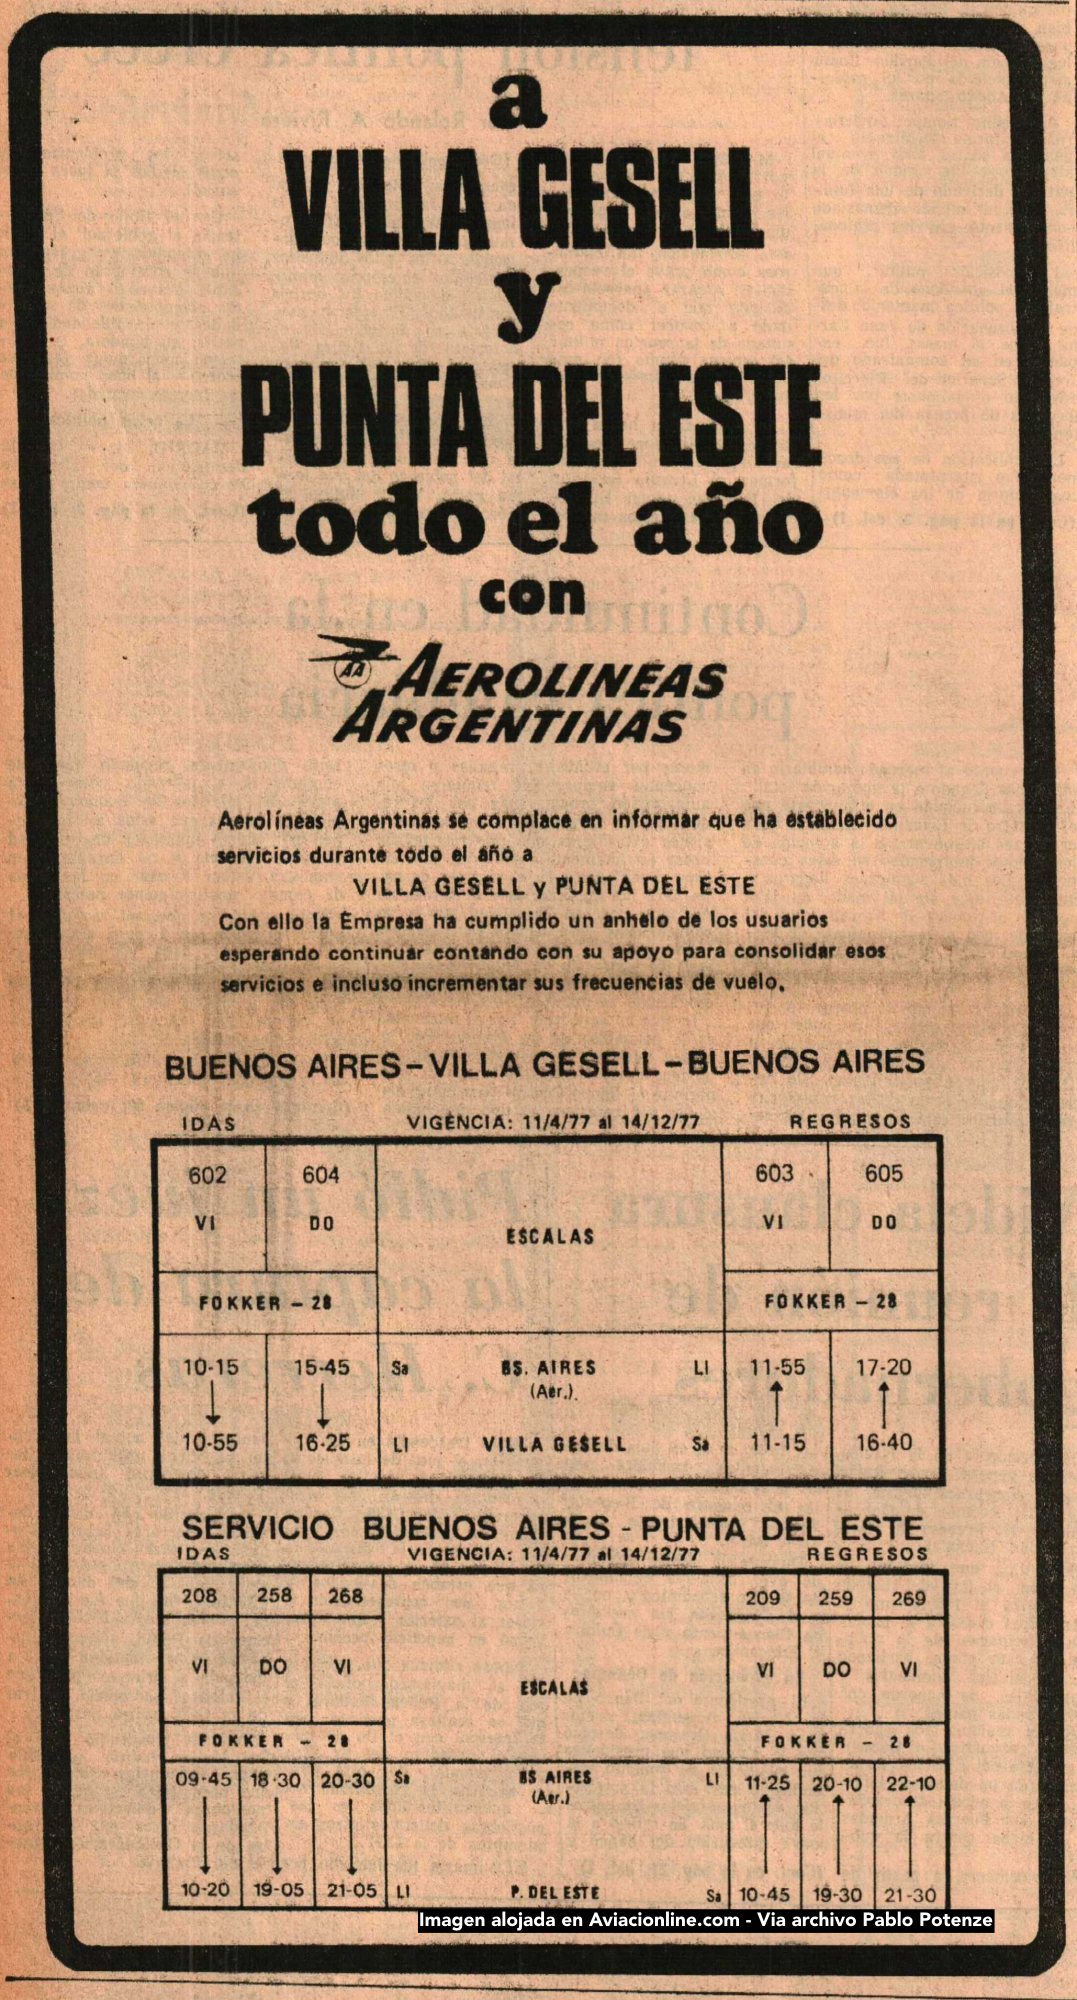 a
VILLA GESELL
y
PUNTA DEL ESTE
todo el año
con
AA AEROLINEAS
ARGENTINAS
Aerolíneas Argentinas se complace en informar que ha establecido
servicios durante todo el año a
VILLA GESELL y PUNTA DEL ESTE
Con ello la Empresa ha cumplido un anhelo de los usuarios
esperando continuar contando con su apoyo para consolidar esos
servicios e incluso incrementar sus frecuencias de vuelo.
BUENOS AIRES-VILLA GESELL-BUENOS AIRES
IDAS VIGENCIA: 11/4/77 al 14/12/77 REGRESOS
602 604 603 605
VI DO ESCALAS VI DO
FOKKER - 28 FOKKER - 28
10-15 15-45 Sa BS. AIRES LI 11-55 17-20
(Aer.)
10-55 16-25 LI VILLA GESELL Sa 11-15 16-40
SERVICIO BUENOS AIRES - PUNTA DEL ESTE
IDAS VIGENCIA: 11/4/77 al 14/12/77 REGRESOS
208 258 268 209 259 269
VI DO VI ESCALAS VI DO VI
FOKKER - 28 FOKKER - 28
09-45 18-30 20-30 Sa BS AIRES LI 11-25 20-10 22-10
(Aer.)
10-20 19-05 21-05 LI P. DEL ESTE Sa 10-45 19-30 21-30
Imagen alojada en Aviacionline.com - Via archivo Pablo Potenze